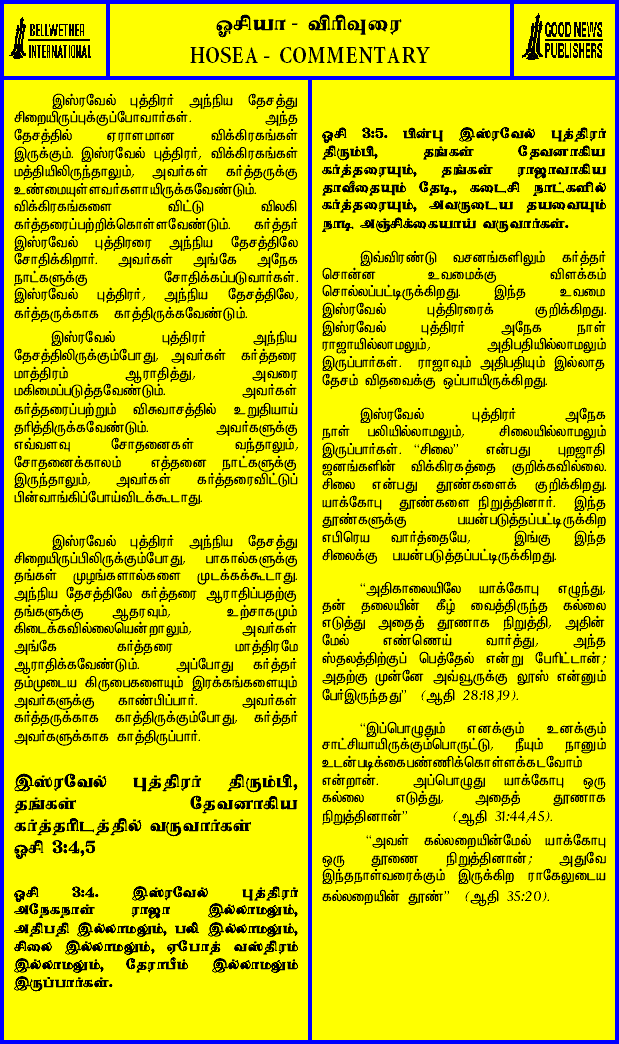 BELLWETHER
INTERNATIONAL
ஓசியா - விரிவுரை
HOSEA - COMMENTARY
GOOD NEWS
PUBLISHERS
இஸ்ரவேல் புத்திரர் அந்நிய தேசத்து
சிறையிருப்புக்குப்போவார்கள். அந்த
தேசத்தில் ஏராளமான விக்கிரகங்கள்
இருக்கும். இஸ்ரவேல் புத்திரர், விக்கிரகங்கள்
மத்தியிலிருந்தாலும், அவர்கள் கர்த்தருக்கு
உண்மையுள்ளவர்களாயிருக்கவேண்டும்.
விக்கிரகங்களை விட்டு விலகி
கர்த்தரைப்பற்றிக்கொள்ளவேண்டும். கர்த்தர்
இஸ்ரவேல் புத்திரரை அந்நிய தேசத்திலே
சோதிக்கிறார். அவர்கள் அங்கே அநேக
நாட்களுக்கு சோதிக்கப்படுவார்கள்.
இஸ்ரவேல் புத்திரர், அந்நிய தேசத்திலே,
கர்த்தருக்காக காத்திருக்கவேண்டும்.
இஸ்ரவேல் புத்திரர் அந்நிய
தேசத்திலிருக்கும்போது, அவர்கள் கர்த்தரை
மாத்திரம் ஆராதித்து, அவரை
மகிமைப்படுத்தவேண்டும். அவர்கள்
கர்த்தரைப்பற்றும் விசுவாசத்தில் உறுதியாய்
தரித்திருக்கவேண்டும். அவர்களுக்கு
எவ்வளவு சோதனைகள் வந்தாலும்,
சோதனைக்காலம் எத்தனை நாட்களுக்கு
இருந்தாலும், அவர்கள் கர்த்தரைவிட்டுப்
பின்வாங்கிப்போய்விடக்கூடாது.
இஸ்ரவேல் புத்திரர் அந்நிய தேசத்து
சிறையிருப்பிலிருக்கும்போது, பாகால்களுக்கு
தங்கள் முழங்கால்களை முடக்கக்கூடாது.
அந்நிய தேசத்திலே கர்த்தரை ஆராதிப்பதற்கு
தங்களுக்கு ஆதரவும், உற்சாகமும்
கிடைக்கவில்லையென்றாலும், அவர்கள்
அங்கே கர்த்தரை மாத்திரமே
ஆராதிக்கவேண்டும். அப்போது கர்த்தர்
தம்முடைய கிருபைகளையும் இரக்கங்களையும்
அவர்களுக்கு காண்பிப்பார். அவர்கள்
கர்த்தருக்காக காத்திருக்கும்போது, கர்த்தர்
அவர்களுக்காக காத்திருப்பார்.
இஸ்ரவேல் புத்திரர் திரும்பி,
தங்கள் தேவனாகிய
கர்த்தரிடத்தில் வருவார்கள்
ஓசி 3:4,5
ஓசி 3:4. இஸ்ரவேல் புத்திரர்
அநேகநாள் ராஜா இல்லாமலும்,
அதிபதி இல்லாமலும், பலி இல்லாமலும்,
சிலை இல்லாமலும், ஏபோத் வஸ்திரம்
இல்லாமலும், தேராபீம் இல்லாமலும்
இருப்பார்கள்.
ஓசி 3:5. பின்பு இஸ்ரவேல் புத்திரர்
திரும்பி, தங்கள் தேவனாகிய
கர்த்தரையும், தங்கள் ராஜாவாகிய
தாவீதையும் தேடி, கடைசி நாட்களில்
கர்த்தரையும், அவருடைய தயவையும்
நாடி அஞ்சிக்கையாய் வருவார்கள்.
இவ்விரண்டு வசனங்களிலும் கர்த்தர்
சொன்ன உவமைக்கு விளக்கம்
சொல்லப்பட்டிருக்கிறது. இந்த உவமை
இஸ்ரவேல் புத்திரரைக் குறிக்கிறது.
இஸ்ரவேல் புத்திரர் அநேக நாள்
ராஜாயில்லாமலும், அதிபதியில்லாமலும்
இருப்பார்கள். ராஜாவும் அதிபதியும் இல்லாத
தேசம் விதவைக்கு ஒப்பாயிருக்கிறது.
இஸ்ரவேல் புத்திரர் அநேக
நாள் பலியில்லாமலும், சிலையில்லாமலும்
இருப்பார்கள். “சிலை” என்பது புறஜாதி
ஜனங்களின் விக்கிரகத்தை குறிக்கவில்லை.
சிலை என்பது தூண்களைக் குறிக்கிறது.
யாக்கோபு தூண்களை நிறுத்தினார். இந்த
தூண்களுக்கு பயன்படுத்தப்பட்டிருக்கிற
எபிரெய வார்த்தையே, இங்கு இந்த
சிலைக்கு பயன்படுத்தப்பட்டிருக்கிறது.
“அதிகாலையிலே யாக்கோபு எழுந்து,
தன் தலையின் கீழ் வைத்திருந்த கல்லை
எடுத்து அதைத் தூணாக நிறுத்தி, அதின்
மேல் எண்ணெய் வார்த்து, அந்த
ஸ்தலத்திற்குப் பெத்தேல் என்று பேரிட்டான்;
அதற்கு முன்னே அவ்வூருக்கு லூஸ் என்னும்
பேர்இருந்தது” (ஆதி 28:18,19).
“இப்பொழுதும் எனக்கும் உனக்கும்
சாட்சியாயிருக்கும்பொருட்டு, நீயும் நானும்
உடன்படிக்கைபண்ணிக்கொள்ளக்கடவோம்
என்றான். அப்பொழுது யாக்கோபு ஒரு
கல்லை எடுத்து, அதைத் தூணாக
நிறுத்தினான்” (ஆதி 31:44,45).
“அவள் கல்லறையின்மேல் யாக்கோபு
ஒரு தூணை நிறுத்தினான்; அதுவே
இந்தநாள்வரைக்கும் இருக்கிற ராகேலுடைய
கல்லறையின் தூண்” (ஆதி 35:20).